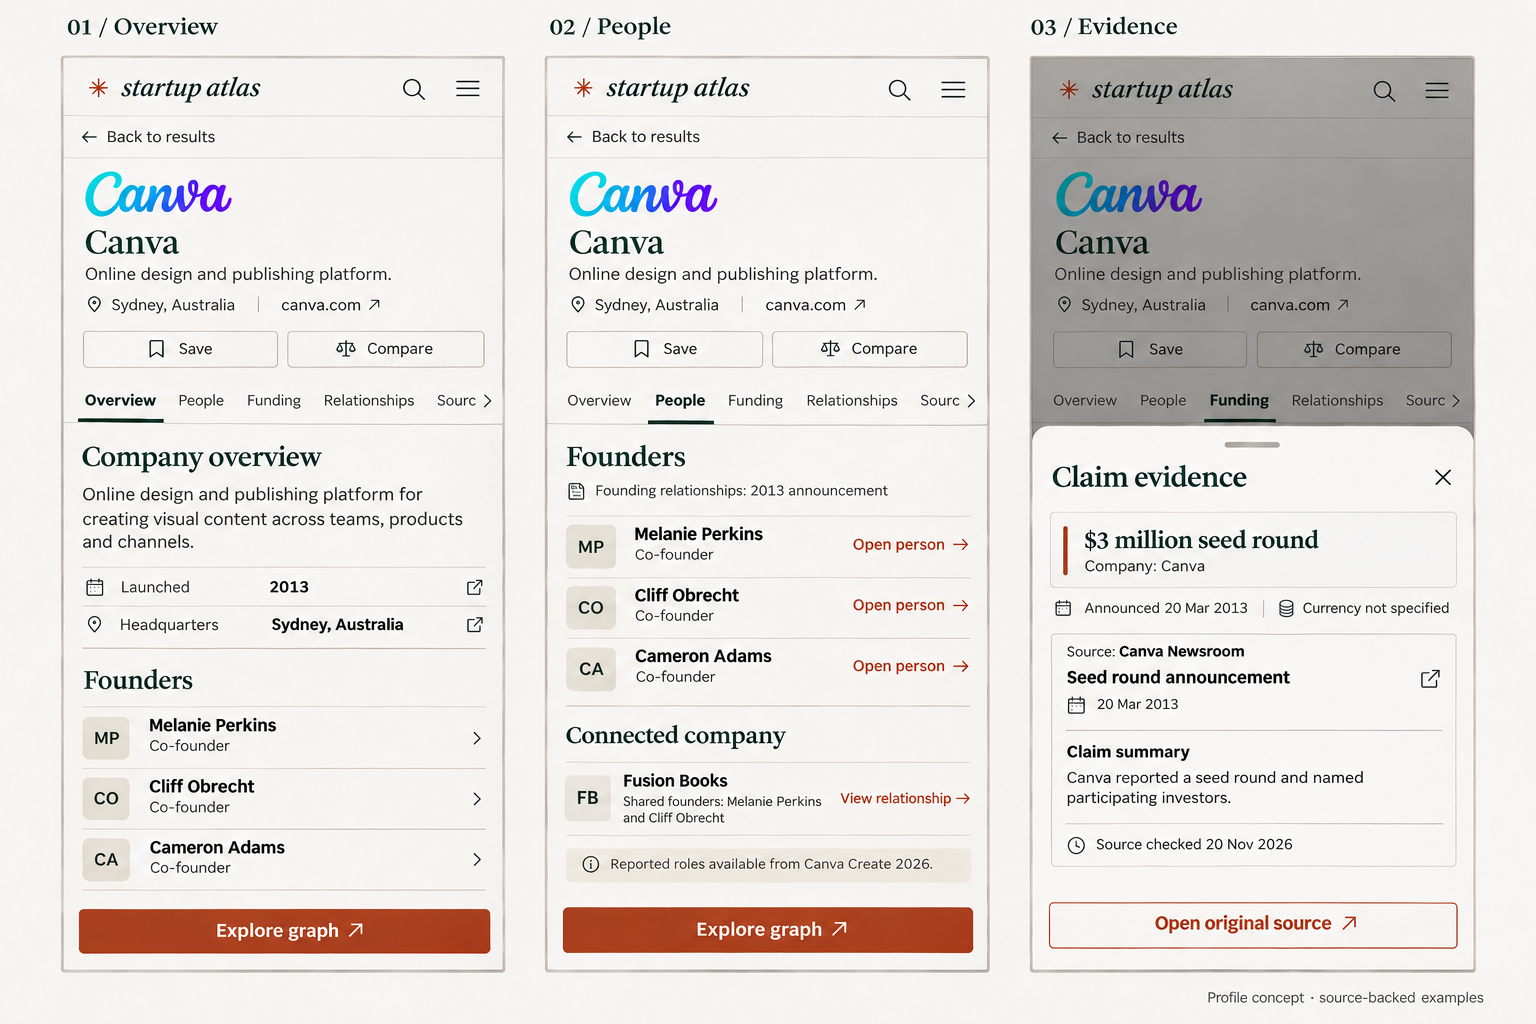 01 / Overview
startup atlas
← Back to results
Canva
Canva
Online design and publishing platform.
Sydney, Australia | canva.com ↗
Save
Compare
Overview People Funding Relationships Sourc >
Company overview
Online design and publishing platform for
creating visual content across teams, products
and channels.
Launched 2013
Headquarters Sydney, Australia
Founders
MP Melanie Perkins
Co-founder
CO Cliff Obrecht
Co-founder
CA Cameron Adams
Co-founder
Explore graph ↗
02 / People
startup atlas
← Back to results
Canva
Canva
Online design and publishing platform.
Sydney, Australia | canva.com ↗
Save
Compare
Overview People Funding Relationships Sourc >
Founders
Founding relationships: 2013 announcement
MP Melanie Perkins
Co-founder
Open person →
CO Cliff Obrecht
Co-founder
Open person →
CA Cameron Adams
Co-founder
Open person →
Connected company
FB Fusion Books
Shared founders: Melanie Perkins
and Cliff Obrecht
View relationship →
Reported roles available from Canva Create 2026.
Explore graph ↗
03 / Evidence
startup atlas
← Back to results
Canva
Canva
Online design and publishing platform.
Sydney, Australia | canva.com ↗
Save
Compare
Overview People Funding Relationships Sourc >
Claim evidence
$3 million seed round
Company: Canva
Announced 20 Mar 2013 | Currency not specified
Source: Canva Newsroom
Seed round announcement
20 Mar 2013
Claim summary
Canva reported a seed round and named
participating investors.
Source checked 20 Nov 2026
Open original source ↗
Profile concept · source-backed examples